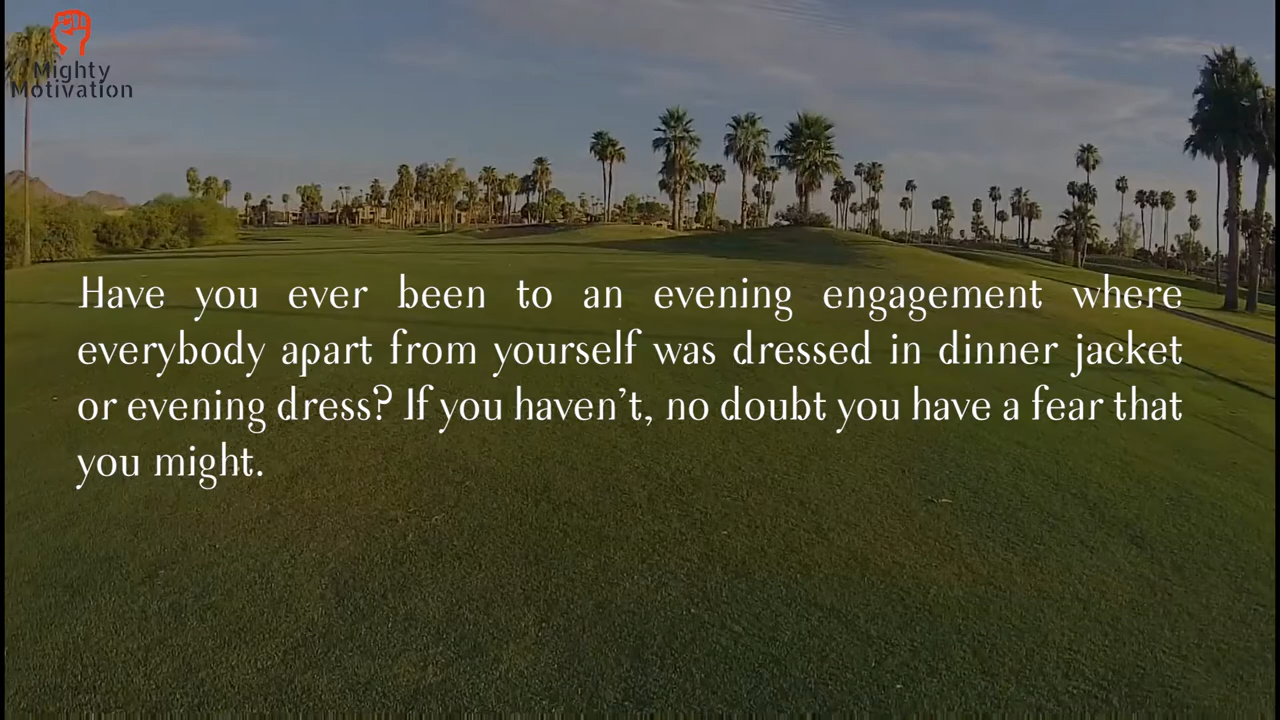 Mighty
Motivation
Have you ever been to an evening engagement where
everybody apart from yourself was dressed in dinner jacket
or evening dress? If you haven't, no doubt you have a fear that
you might.